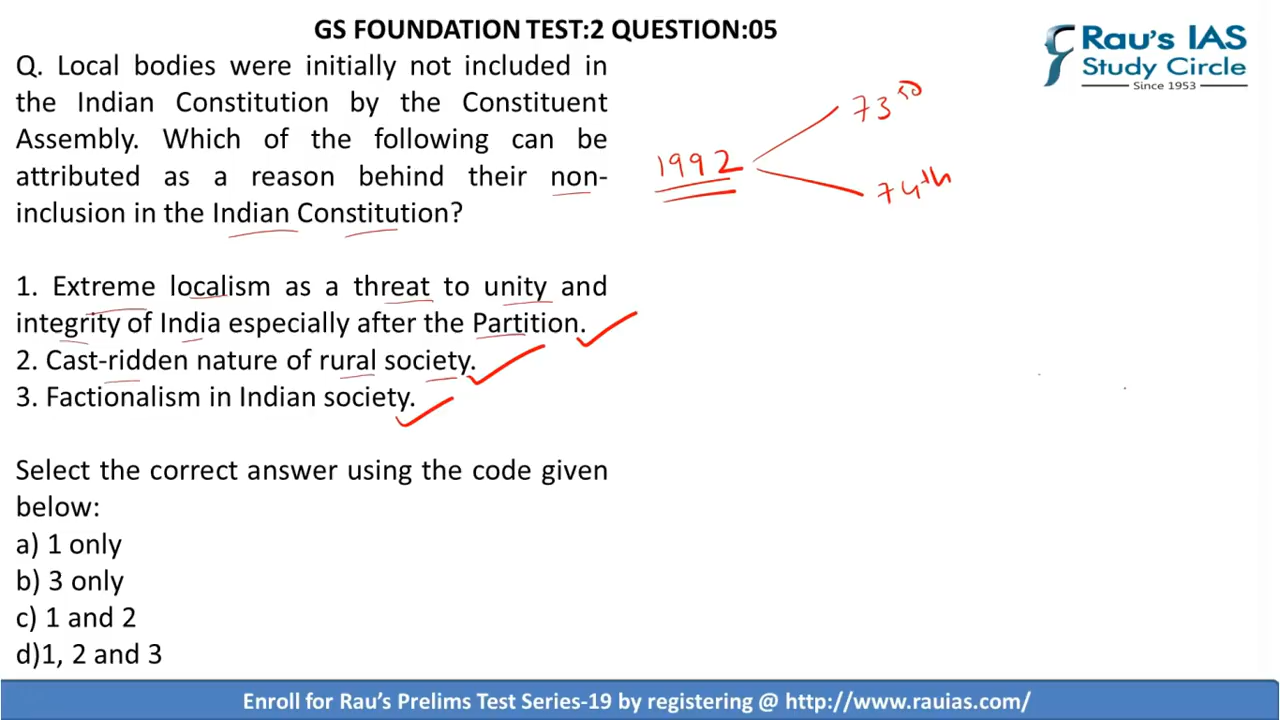 GS FOUNDATION TEST:2 QUESTION:05
Rau's IAS
Study Circle
Since 1953
Q. Local bodies were initially not included in
the Indian Constitution by the Constituent
Assembly. Which of the following can be
attributed as a reason behind their non-
inclusion in the Indian Constitution?
1992
73rd
74th
1. Extreme localism as a threat to unity and
integrity of India especially after the Partition.
2. Cast-ridden nature of rural society.
3. Factionalism in Indian society.
Select the correct answer using the code given
below:
a) 1 only
b) 3 only
c) 1 and 2
d)1, 2 and 3
Enroll for Rau's Prelims Test Series-19 by registering @ http://www.rauias.com/